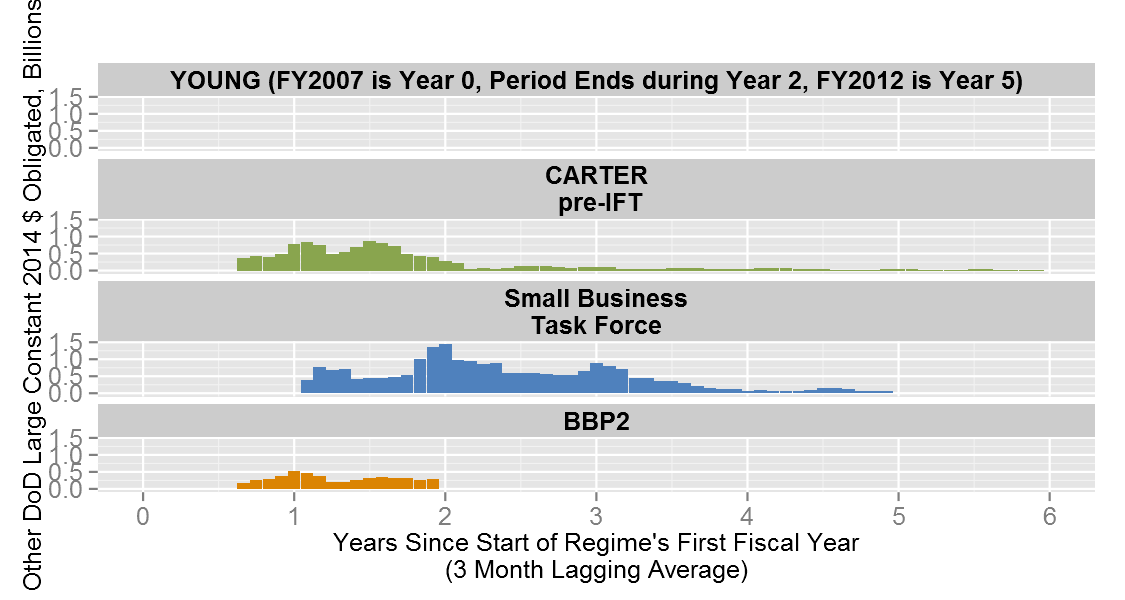 Other DoD Large Constant 2014 $ Obligated, Billions
YOUNG (FY2007 is Year 0, Period Ends during Year 2, FY2012 is Year 5)
1.5
1.0
0.5
0.0
CARTER
pre-IFT
1.5
1.0
0.5
0.0
Small Business
Task Force
1.5
1.0
0.5
0.0
BBP2
1.5
1.0
0.5
0.0
0 1 2 3 4 5 6
Years Since Start of Regime's First Fiscal Year
(3 Month Lagging Average)